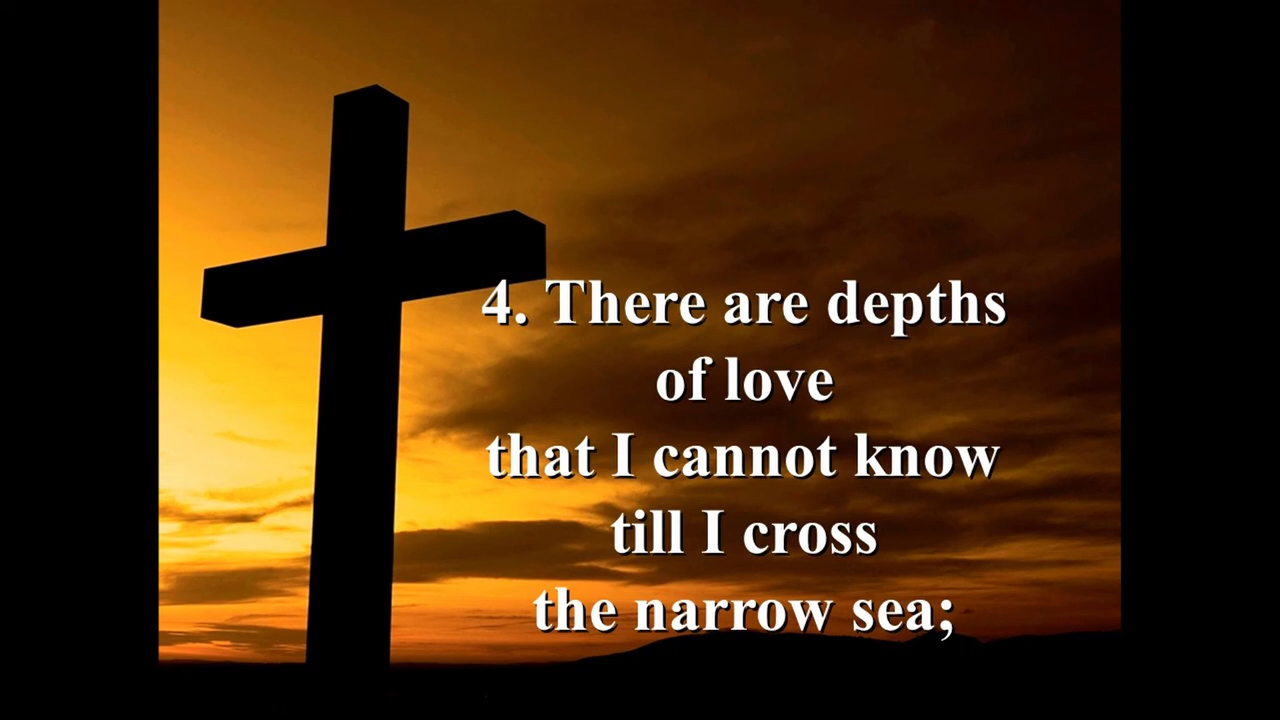 4. There are depths
of love
that I cannot know
till I cross
the narrow sea;